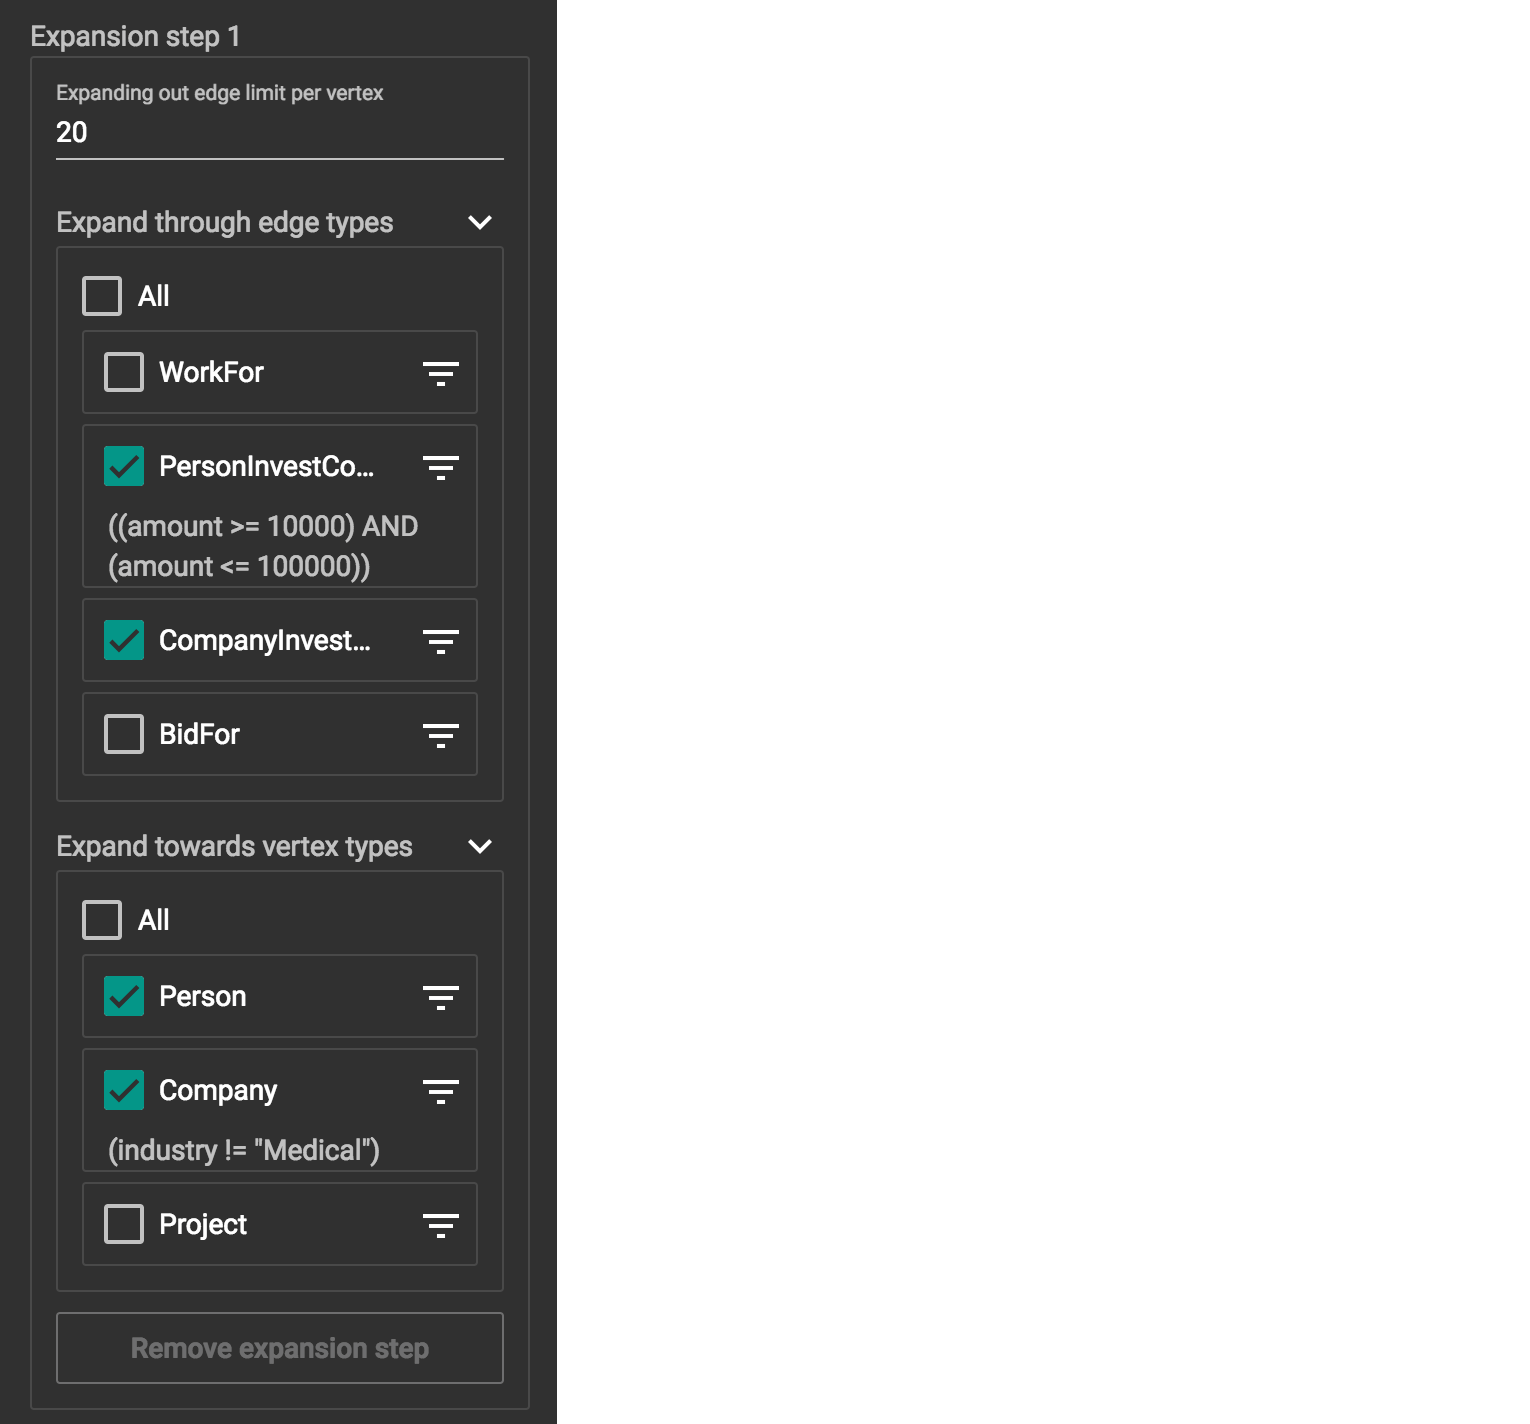 Expansion step 1
Expanding out edge limit per vertex
20
Expand through edge types
All
WorkFor
PersonInvestCo...
((amount >= 10000) AND
(amount <= 100000))
CompanyInvest...
BidFor
Expand towards vertex types
All
Person
Company
(industry != "Medical")
Project
Remove expansion step